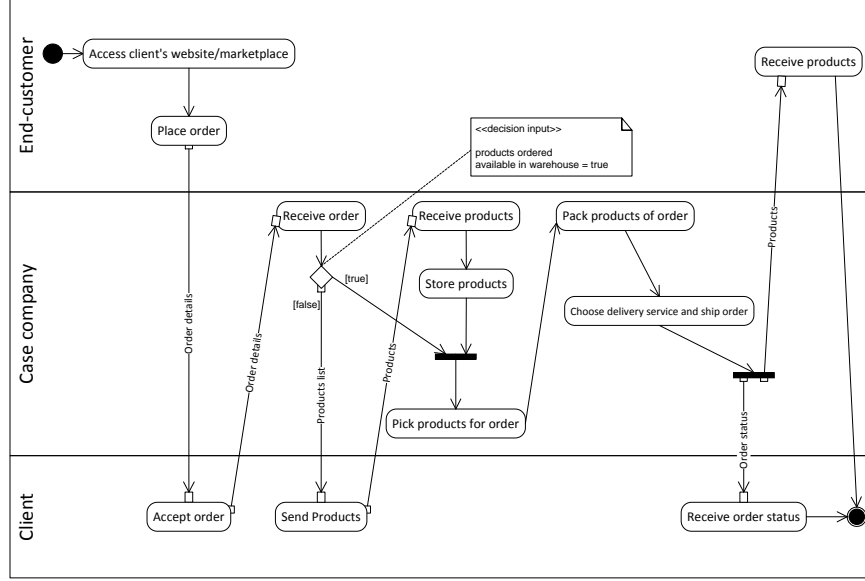 End-customer
Access client's website/marketplace
Place order
<<decision input>>
products ordered
available in warehouse = true
Receive products
Case company
Receive order
Receive products
Pack products of order
[true]
[false]
Store products
Choose delivery service and ship order
Pick products for order
Order details
Order details
Products list
Products
Products
Order status
Client
Accept order
Send Products
Receive order status